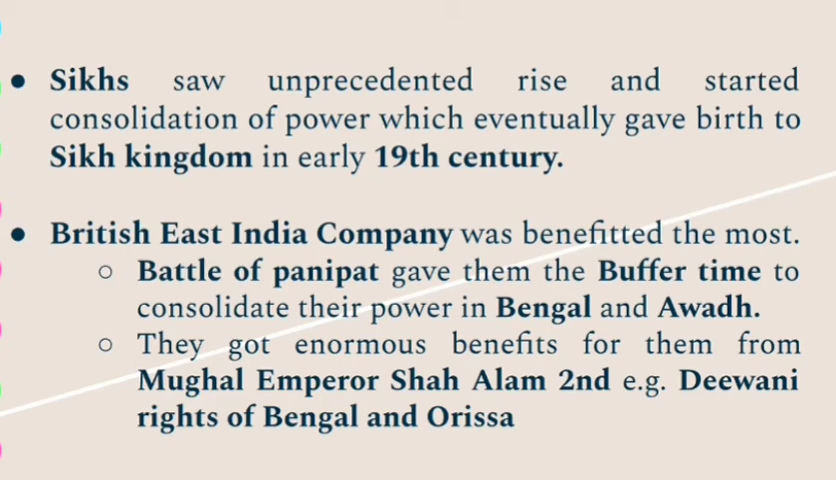 ● Sikhs saw unprecedented rise and started
consolidation of power which eventually gave birth to
Sikh kingdom in early 19th century.
● British East India Company was benefitted the most.
○ Battle of panipat gave them the Buffer time to
consolidate their power in Bengal and Awadh.
○ They got enormous benefits for them from
Mughal Emperor Shah Alam 2nd e.g. Deewani
rights of Bengal and Orissa